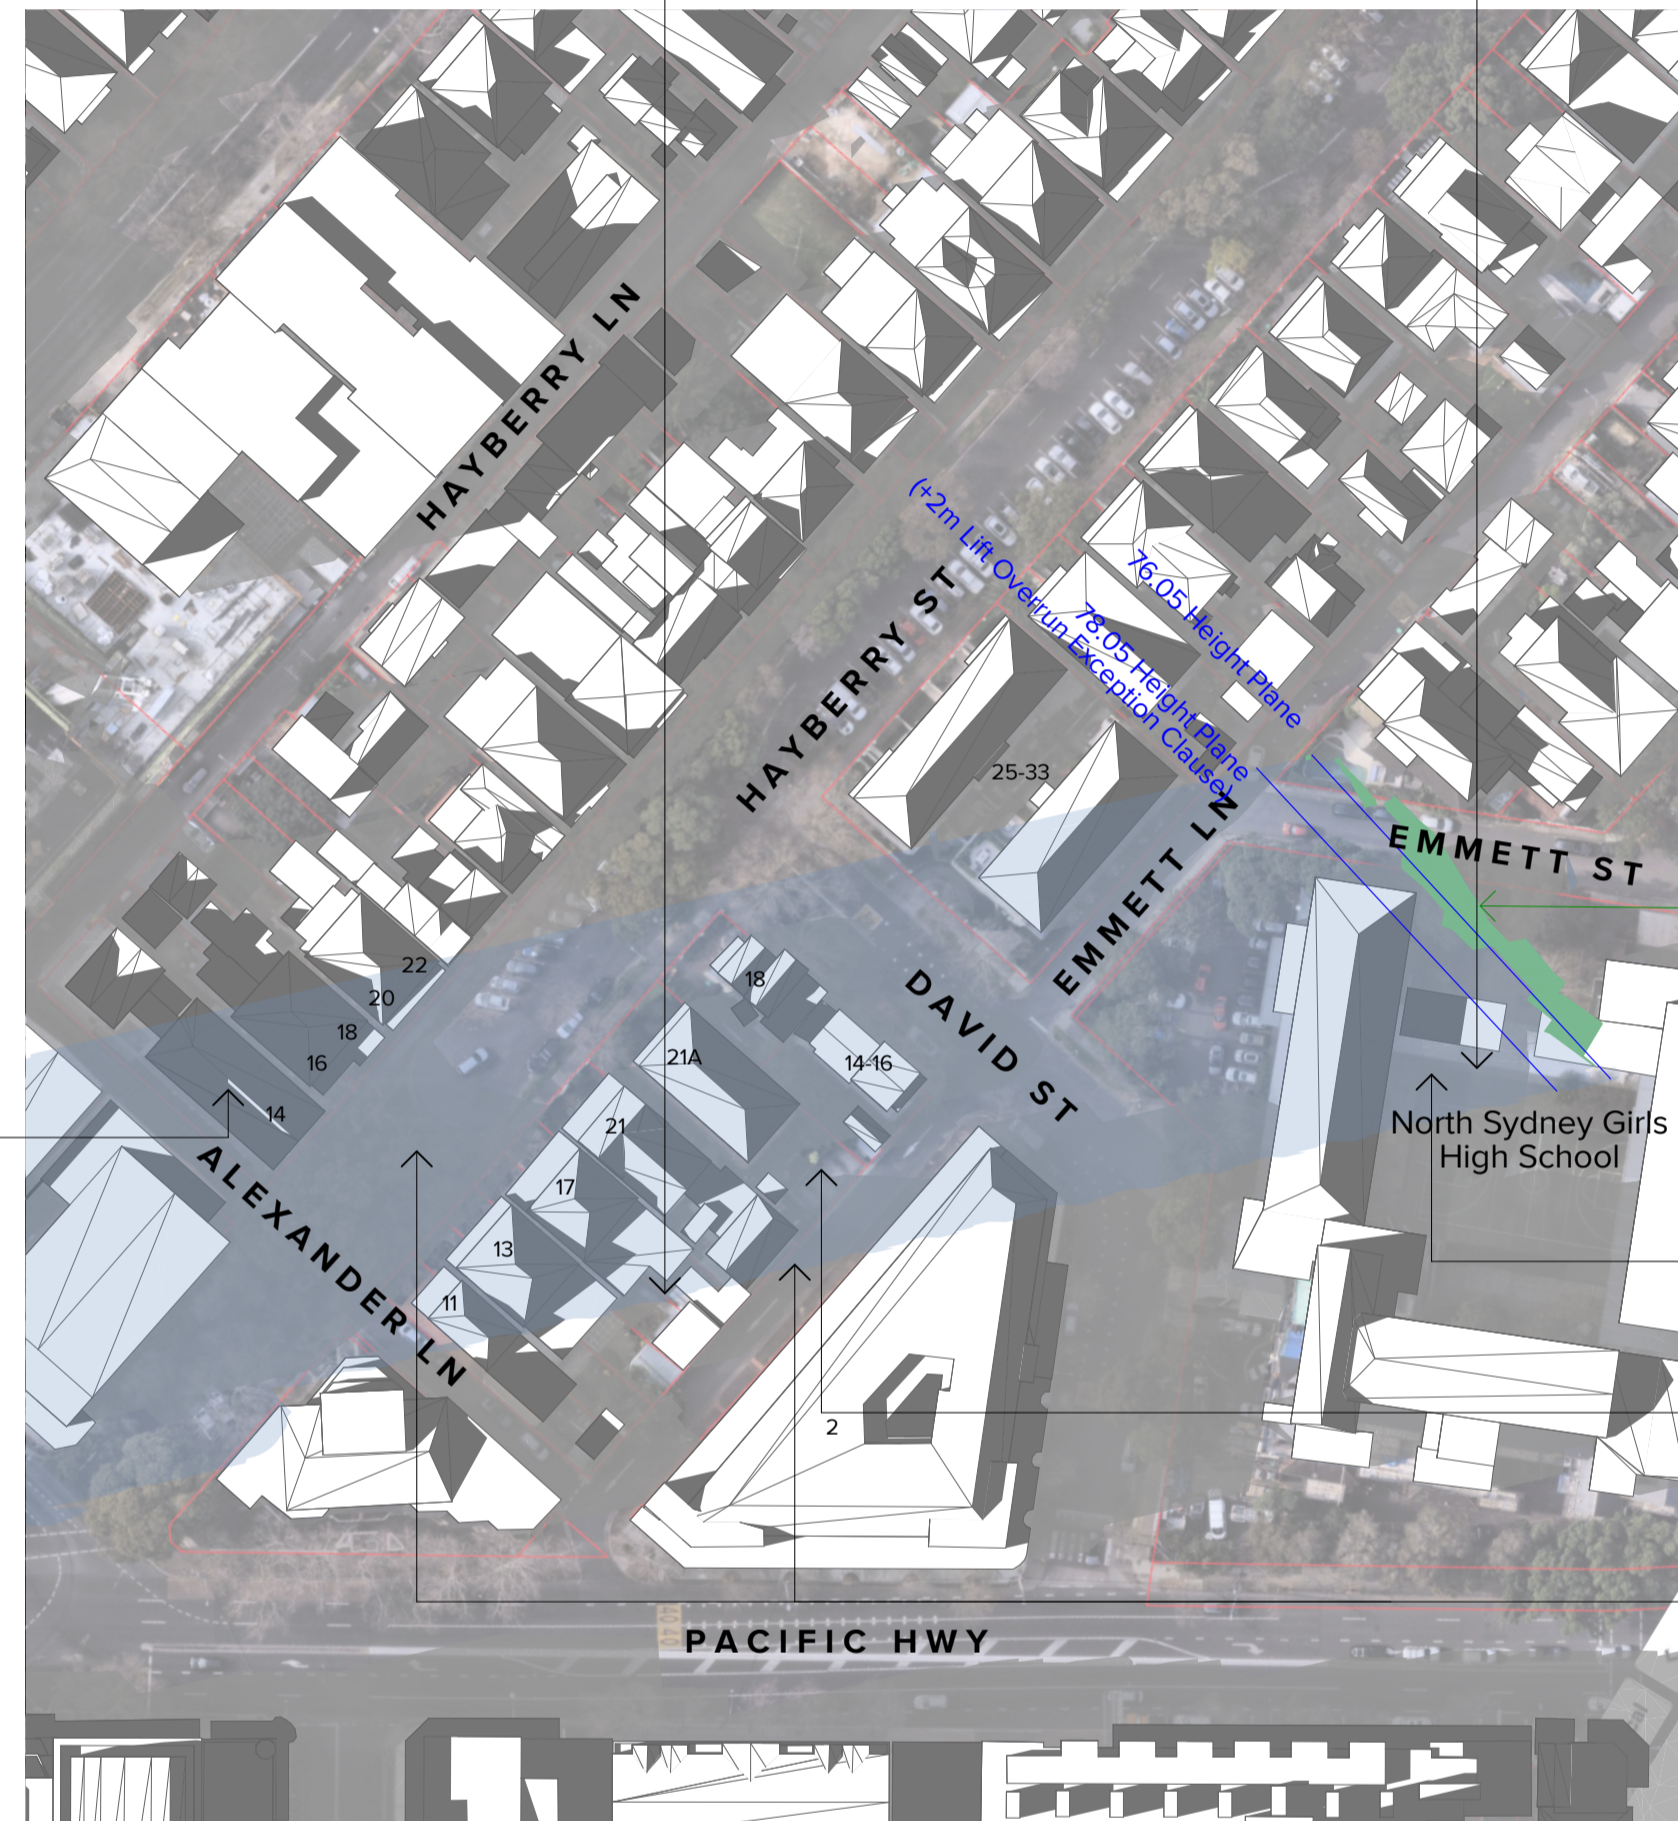 HAYBERRY LN
HAYBERRY ST
(+2m Lift Overrun Exception Clause)
78.05 Height Plane
76.05 Height Plane
25-33
EMMETT LN
EMMETT ST
DAVID ST
22
20
18
16
14
18
21A
14-16
21
17
13
11
North Sydney Girls
High School
ALEXANDER LN
2
40 40
PACIFIC HWY